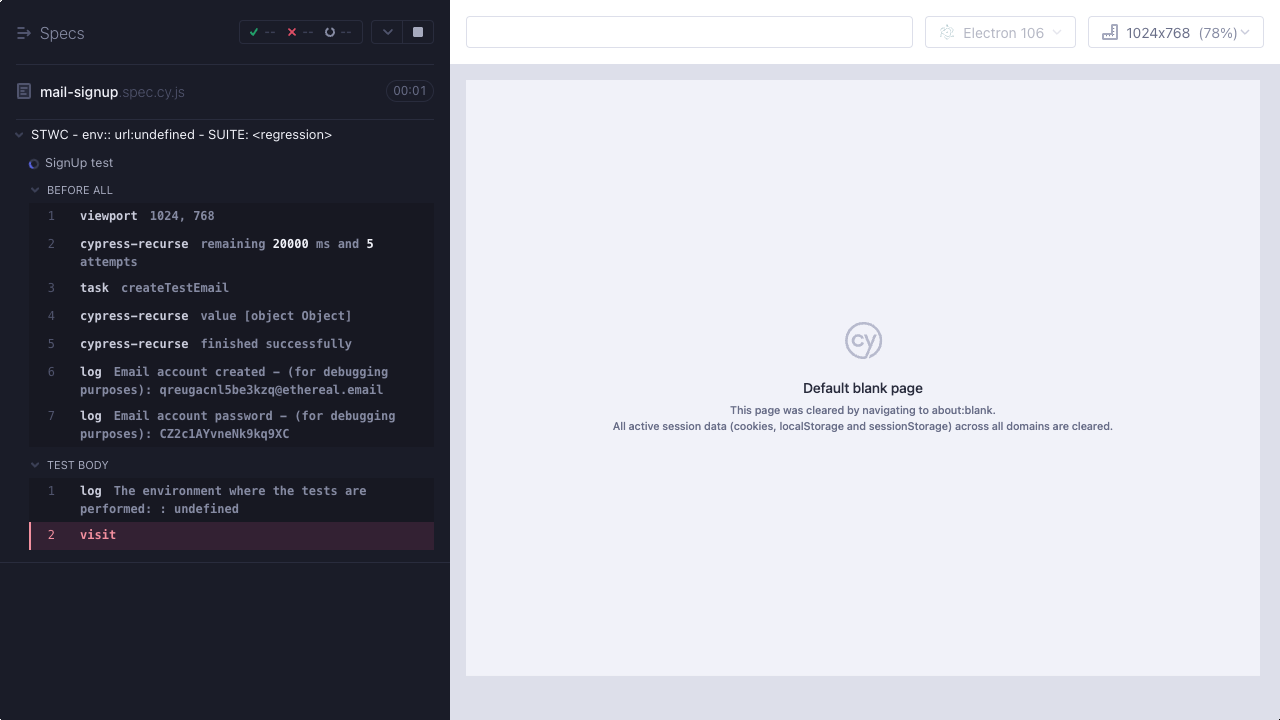 Specs
-- -- --
mail-signup.spec.cy.js
00:01
STWC - env:: url:undefined - SUITE: <regression>
SignUp test
BEFORE ALL
1 viewport 1024, 768
2 cypress-recurse remaining 20000 ms and 5
attempts
3 task createTestEmail
4 cypress-recurse value [object Object]
5 cypress-recurse finished successfully
6 log Email account created - (for debugging
purposes): qreugacnl5be3kzq@ethereal.email
7 log Email account password - (for debugging
purposes): CZ2c1AYvneNk9kq9XC
TEST BODY
1 log The environment where the tests are
performed: : undefined
2 visit
Electron 106
1024x768 (78%)
cy
Default blank page
This page was cleared by navigating to about:blank.
All active session data (cookies, localStorage and sessionStorage) across all domains are cleared.